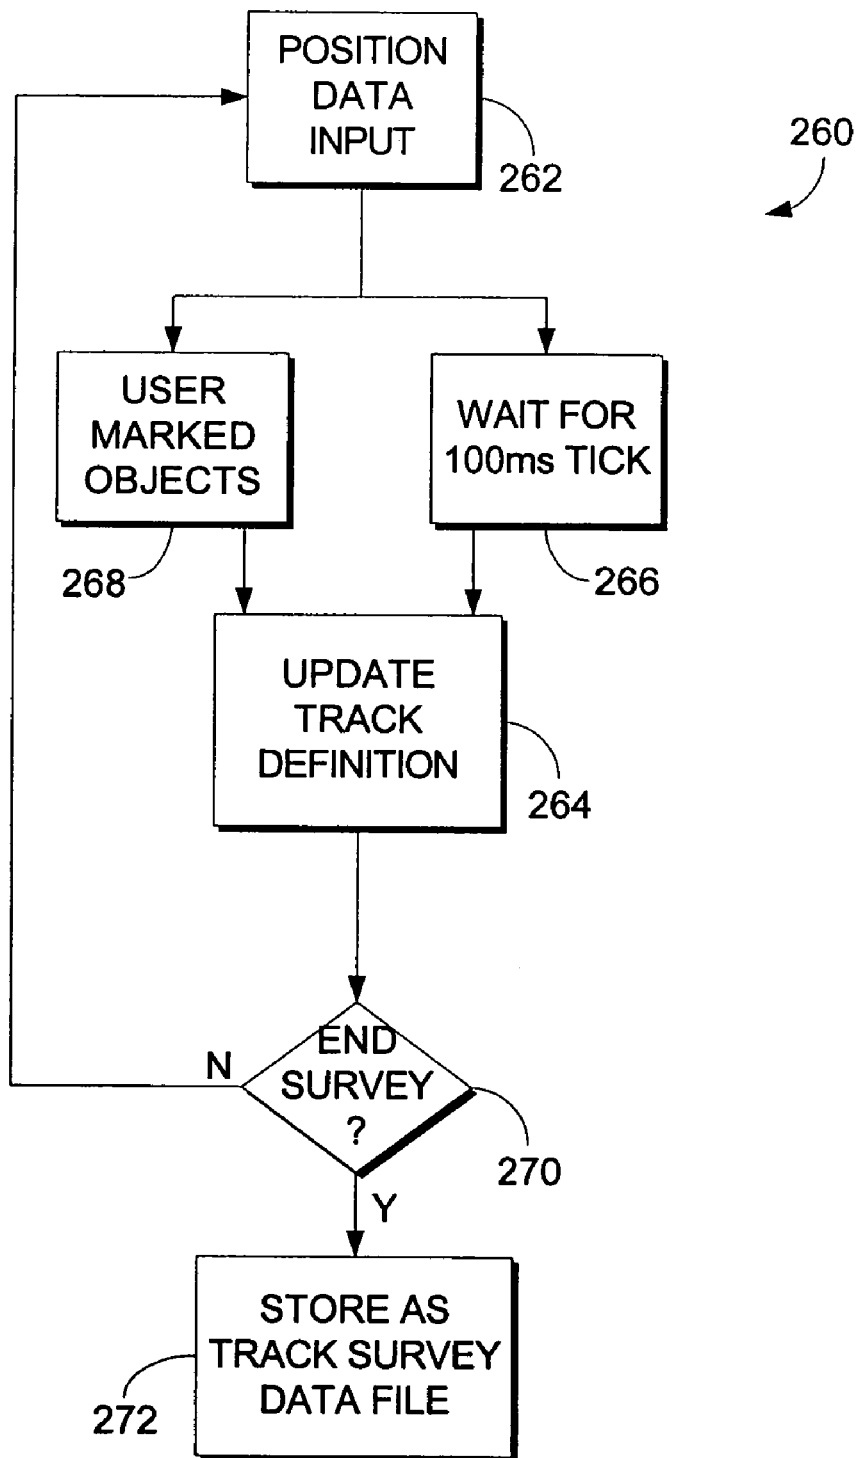 POSITION
DATA
INPUT
262
260
USER
MARKED
OBJECTS
268
WAIT FOR
100ms TICK
266
UPDATE
TRACK
DEFINITION
264
END
SURVEY
?
N
270
Y
STORE AS
TRACK SURVEY
DATA FILE
272